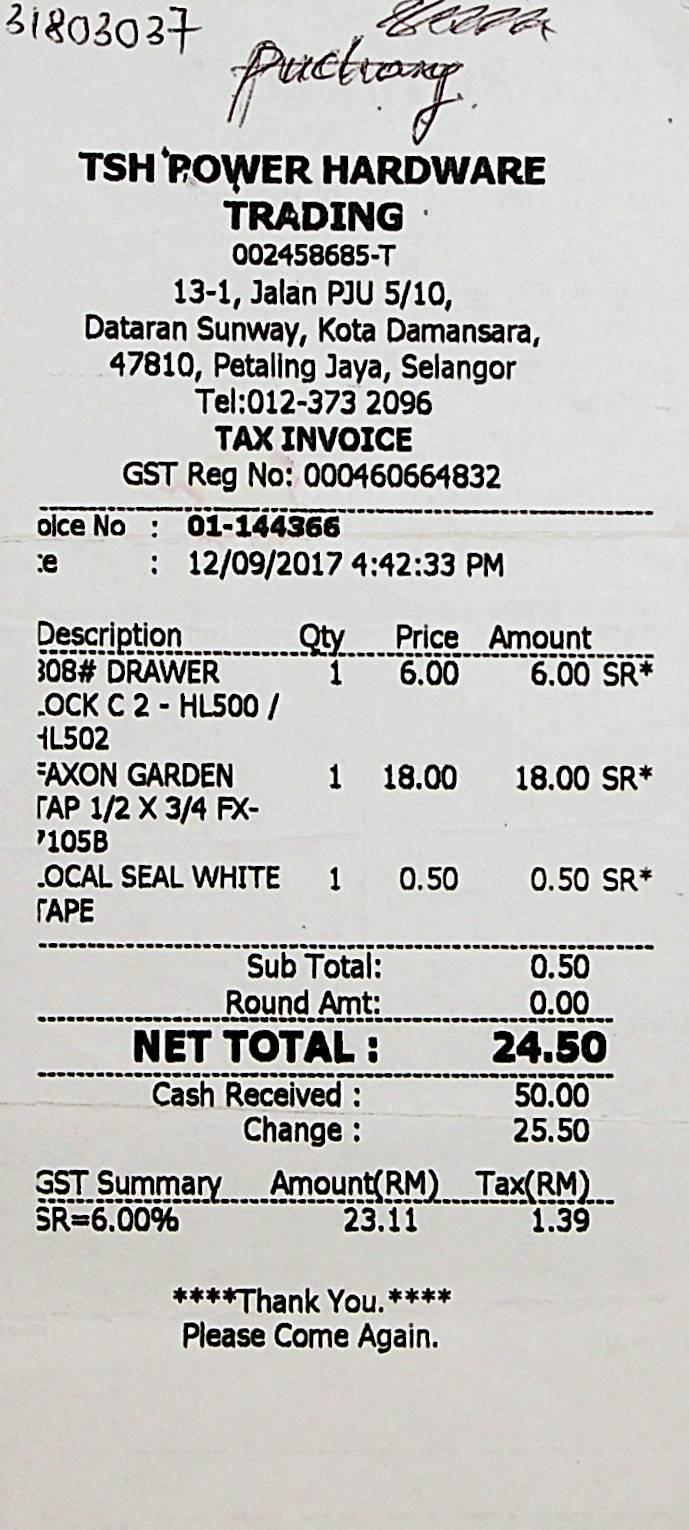 31803037
Puchong.
TSH POWER HARDWARE
TRADING
002458685-T
13-1, Jalan PJU 5/10,
Dataran Sunway, Kota Damansara,
47810, Petaling Jaya, Selangor
Tel:012-373 2096
TAX INVOICE
GST Reg No: 000460664832
oice No : 01-144366
:e : 12/09/2017 4:42:33 PM
Description Qty Price Amount
308# DRAWER 1 6.00 6.00 SR*
LOCK C 2 - HL500 /
HL502
FAXON GARDEN 1 18.00 18.00 SR*
TAP 1/2 X 3/4 FX-
7105B
LOCAL SEAL WHITE 1 0.50 0.50 SR*
TAPE
Sub Total: 0.50
Round Amt: 0.00
NET TOTAL : 24.50
Cash Received : 50.00
Change : 25.50
GST Summary Amount(RM) Tax(RM)
SR=6.00% 23.11 1.39
****Thank You.****
Please Come Again.